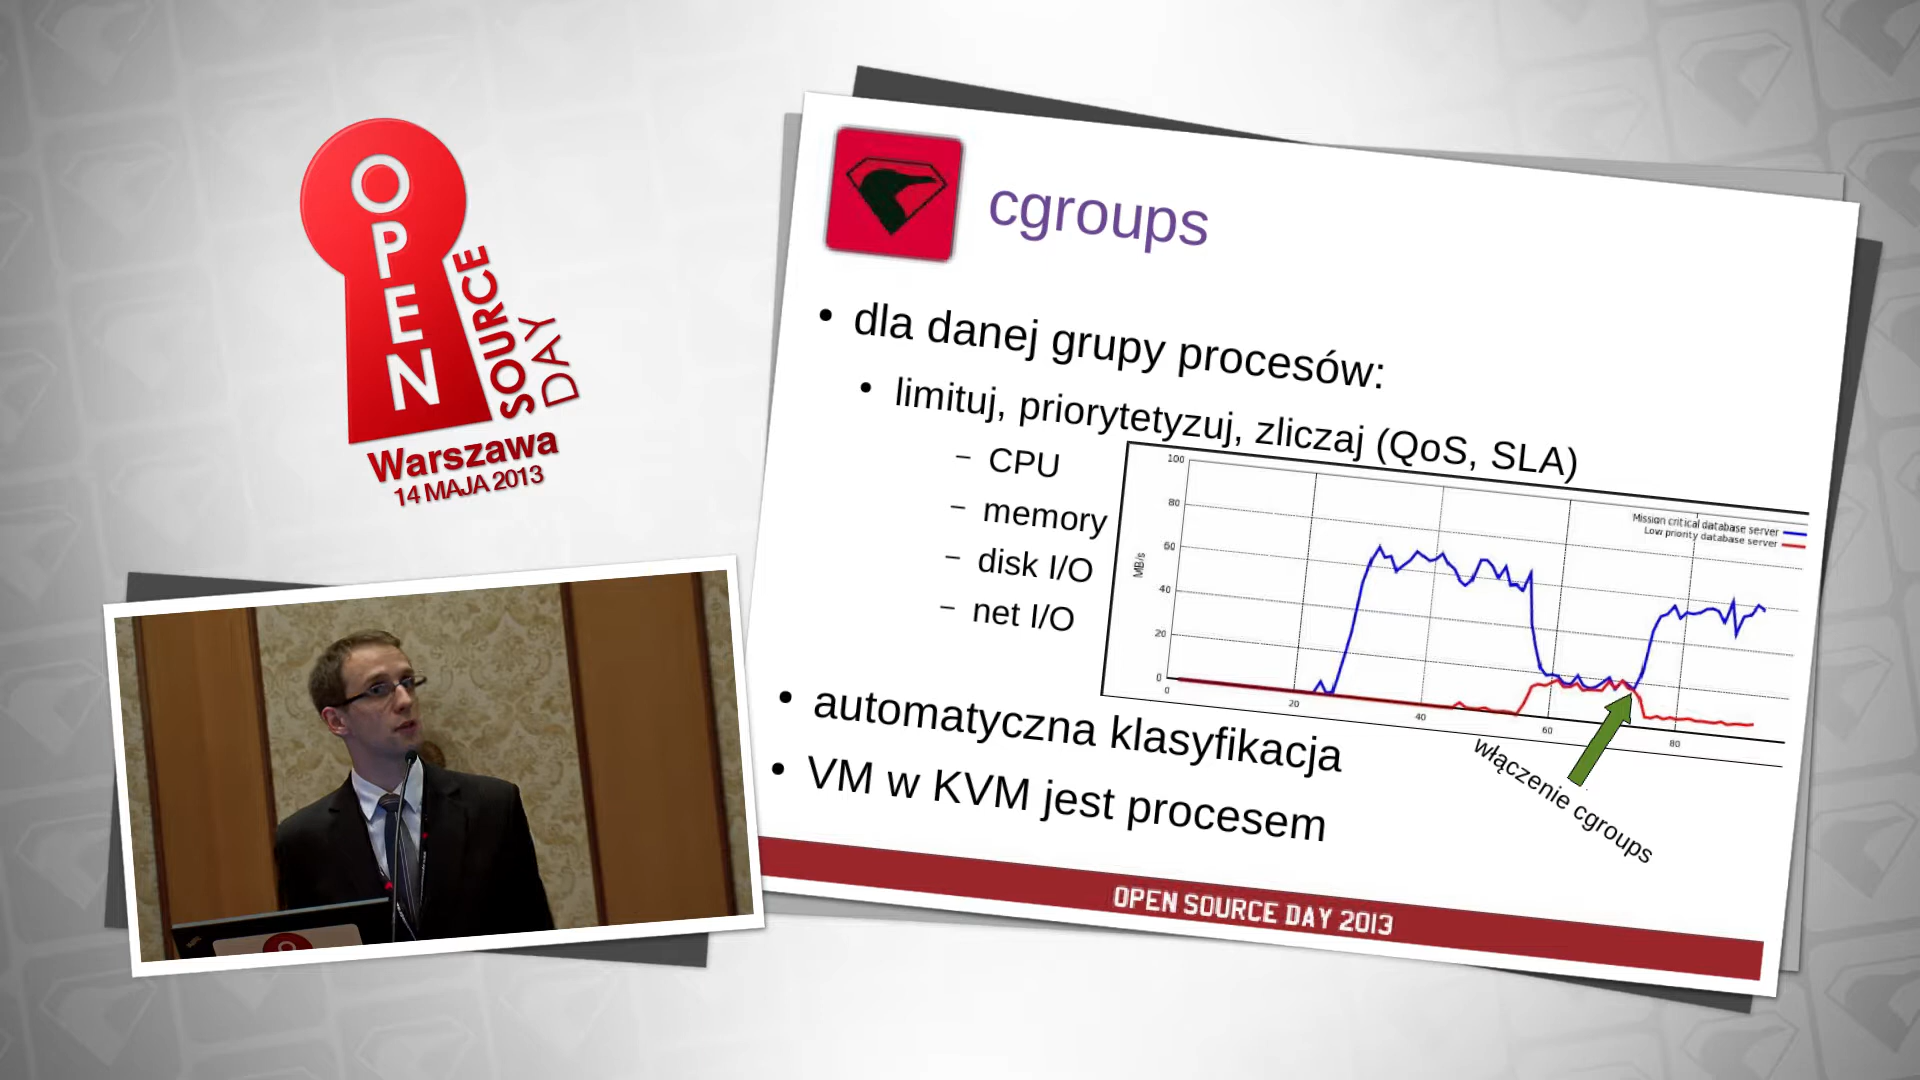 OPEN
SOURCE
DAY
Warszawa
14 MAJA 2013
cgroups
• dla danej grupy procesów:
• limituj, priorytetyzuj, zliczaj (QoS, SLA)
– CPU
– memory
– disk I/O
– net I/O
100
80
60
40
20
0
MB/s
Mission critical database server
Low priority database server
0
20
40
60
80
włączenie cgroups
• automatyczna klasyfikacja
• VM w KVM jest procesem
OPEN SOURCE DAY 2013